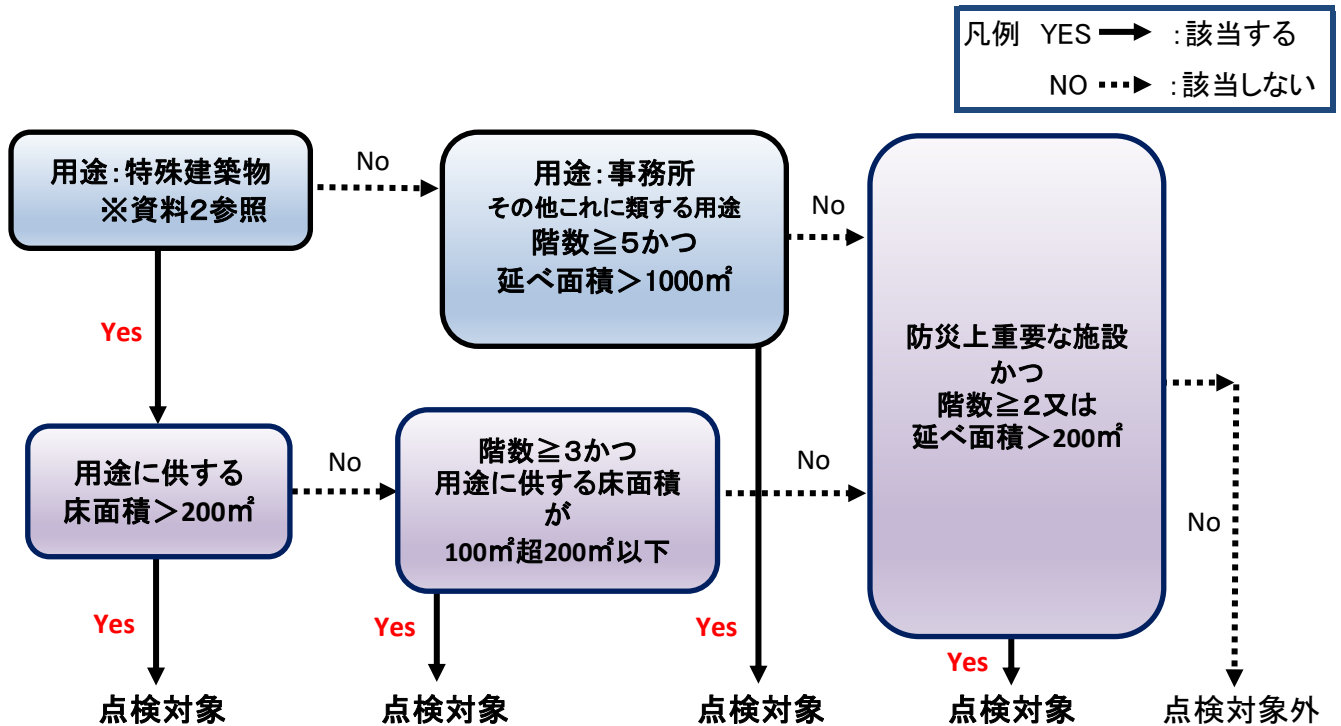 凡例 YES :該当する
NO :該当しない
用途:特殊建築物
※資料2参照
No
用途:事務所
その他これに類する用途
階数≧5かつ
延べ面積>1000㎡
No
防災上重要な施設
かつ
階数≧2又は
延べ面積>200㎡
Yes
用途に供する
床面積>200㎡
No
階数≧3かつ
用途に供する床面積
が
100㎡超200㎡以下
No
No
Yes
Yes
Yes
Yes
点検対象
点検対象
点検対象
点検対象
点検対象外